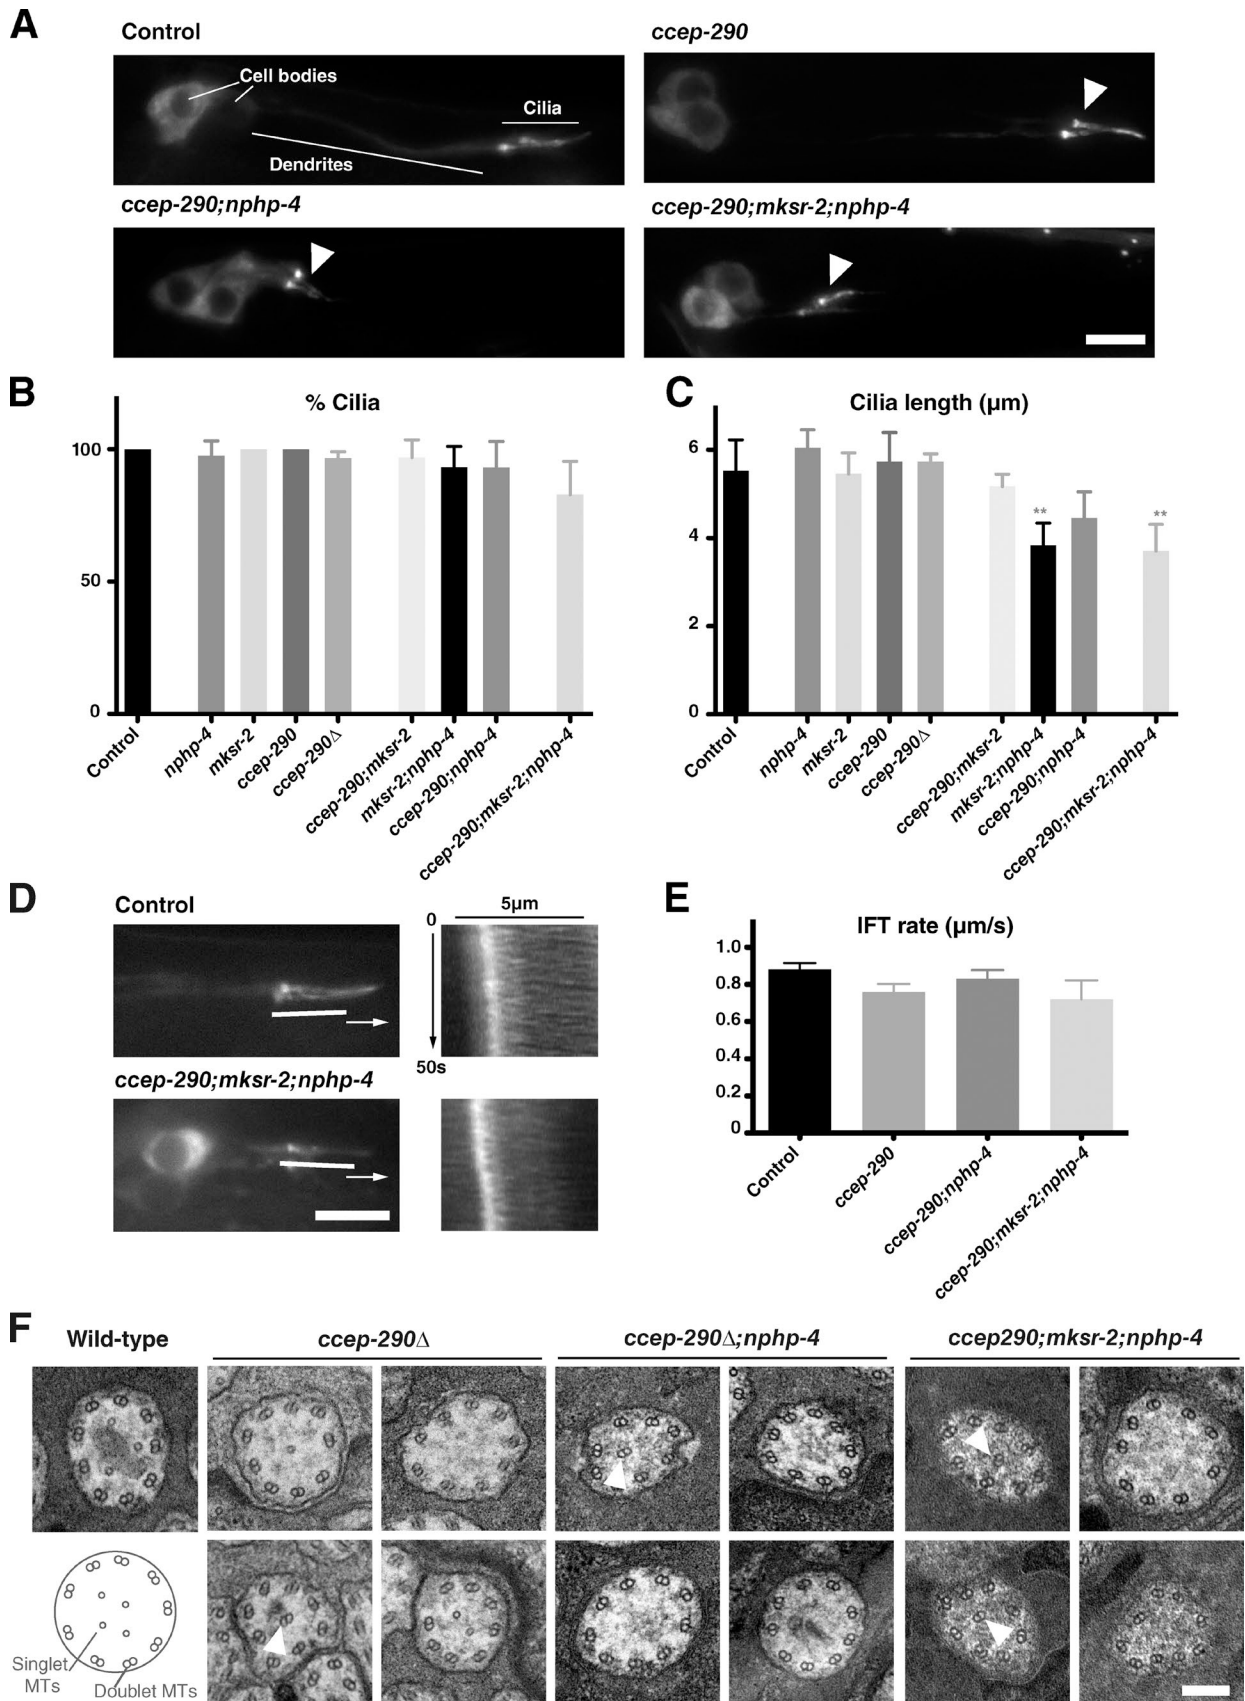 A
Control
ccep-290
Cell bodies
Cilia
Dendrites
ccep-290;nphp-4
ccep-290;mksr-2;nphp-4
B
% Cilia
100
50
0
Control
nphp-4
mksr-2
ccep-290
ccep-290Δ
ccep-290;mksr-2
mksr-2;nphp-4
ccep-290;nphp-4
ccep-290;mksr-2;nphp-4
C
Cilia length (µm)
6
4
2
0
**
**
Control
nphp-4
mksr-2
ccep-290
ccep-290Δ
ccep-290;mksr-2
mksr-2;nphp-4
ccep-290;nphp-4
ccep-290;mksr-2;nphp-4
D
Control
0
5µm
50s
ccep-290;mksr-2;nphp-4
E
IFT rate (µm/s)
1.0
0.8
0.6
0.4
0.2
0
Control
ccep-290
ccep-290;nphp-4
ccep-290;mksr-2;nphp-4
F
Wild-type
ccep-290Δ
ccep-290Δ;nphp-4
ccep290;mksr-2;nphp-4
Singlet
MTs
Doublet MTs